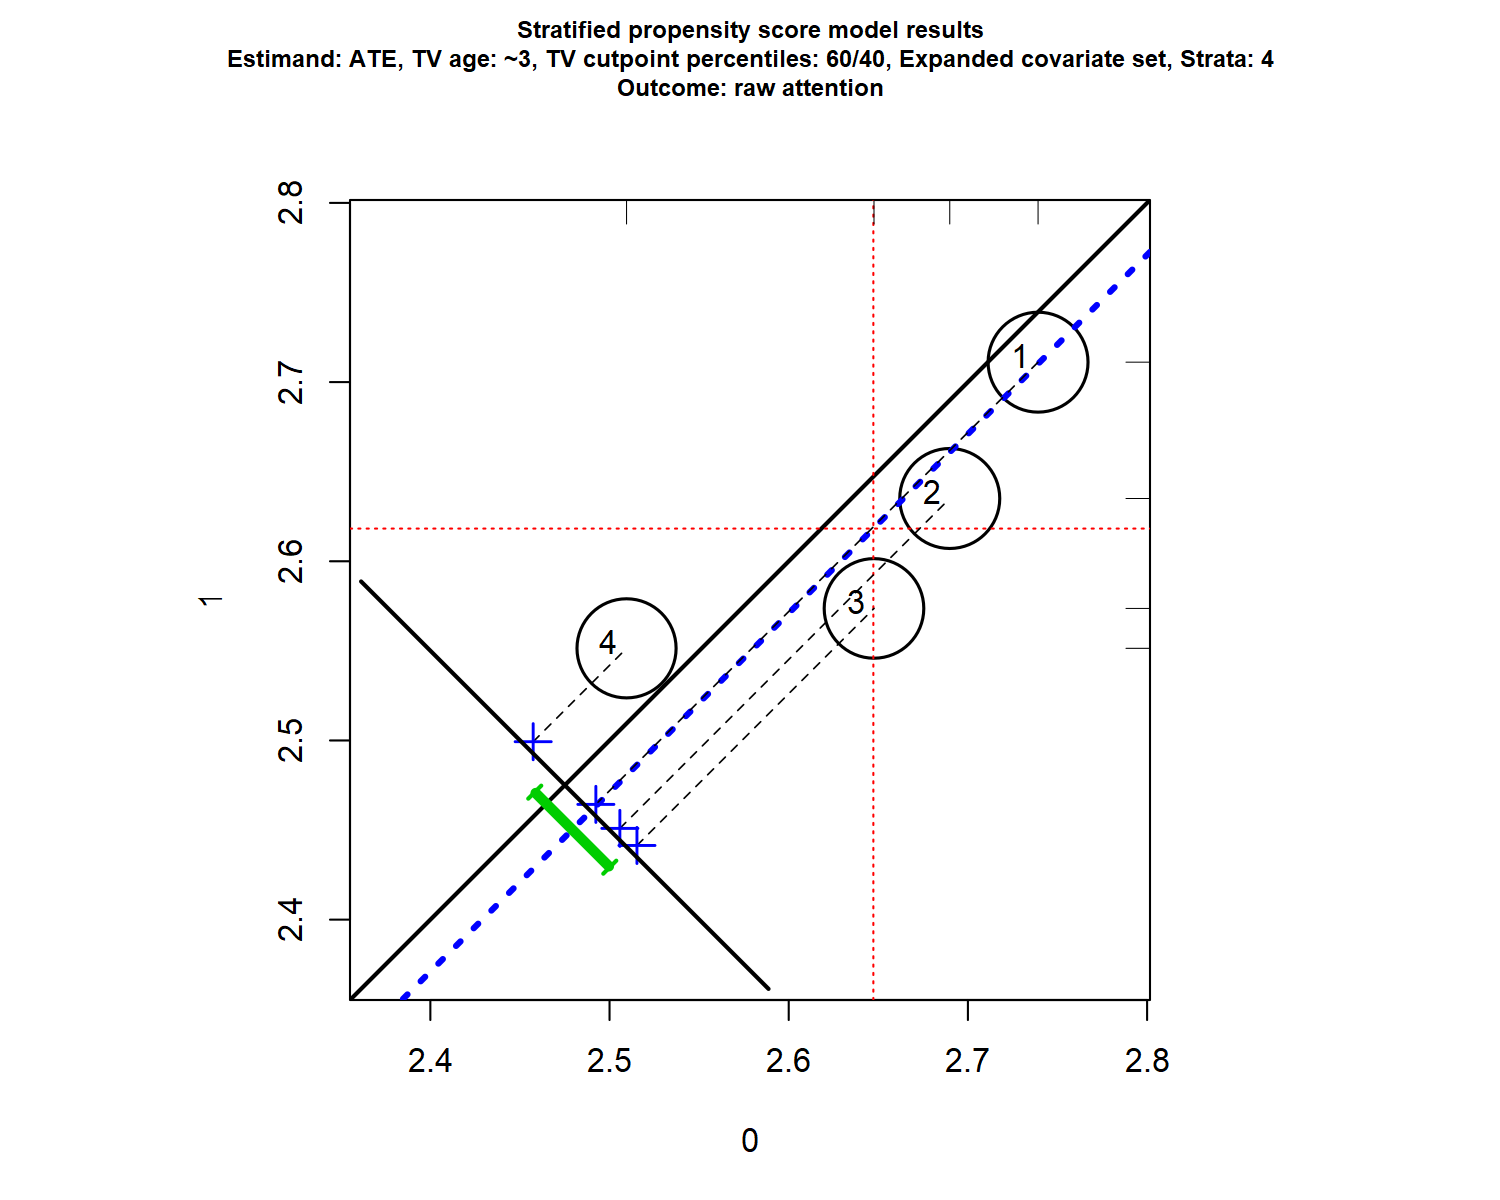 Stratified propensity score model results
Estimand: ATE, TV age: ~3, TV cutpoint percentiles: 60/40, Expanded covariate set, Strata: 4
Outcome: raw attention
2.8
2.7
2.6
2.5
2.4
1
1
2
3
4
2.4 2.5 2.6 2.7 2.8
0